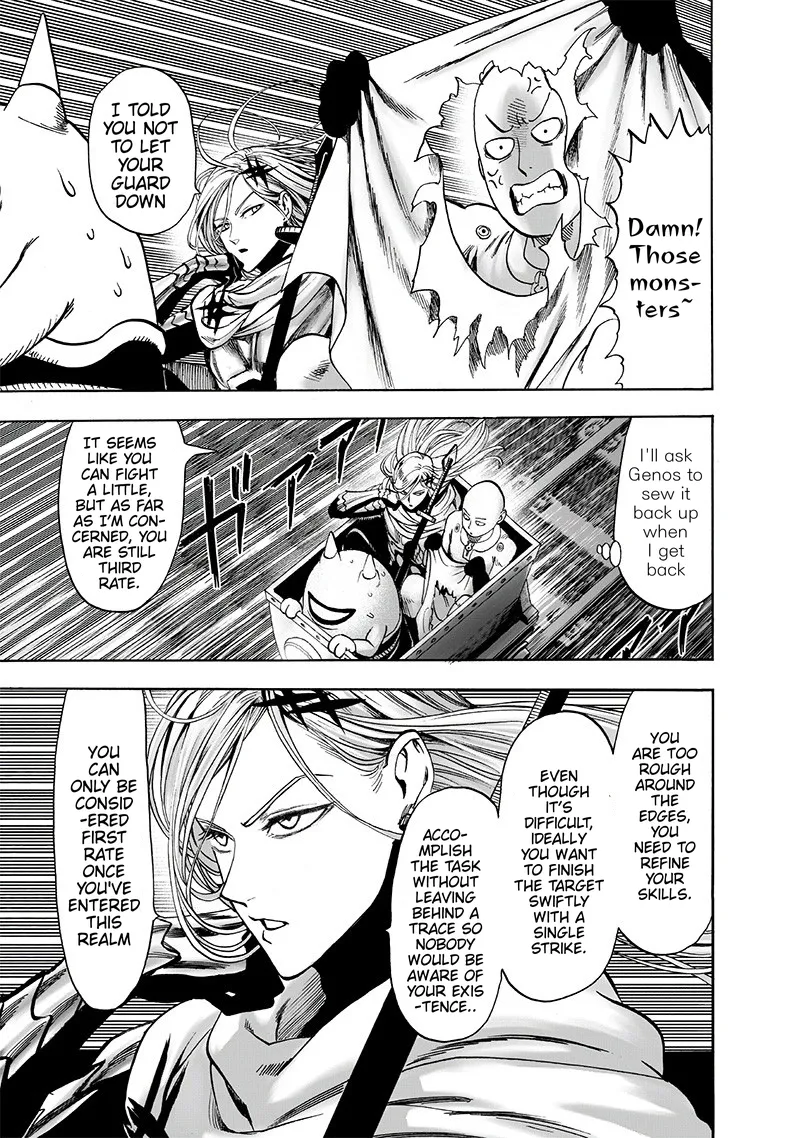 Damn!
Those
mons-
ters~
I TOLD
YOU NOT
TO LET
YOUR
GUARD
DOWN
I'll ask
Genos to
sew it
back up
when
I get
back
ガアアァ
IT SEEMS
LIKE YOU
CAN FIGHT
A LITTLE,
BUT AS FAR
AS I'M CON-
CERNED, YOU
ARE STILL
THIRD
RATE.
YOU
ARE TOO
ROUGH
AROUND
THE
EDGES,
YOU
NEED TO
REFINE
YOUR
SKILLS.
EVEN
THOUGH
IT'S
DIFFICULT,
IDEALLY
YOU WANT
TO FINISH
THE TARGET
SWIFTLY
WITH A
SINGLE
STRIKE.
ACCO-
MPLISH
THE TASK
WITHOUT
LEAVING
BEHIND A
TRACE SO
NOBODY
WOULD BE
AWARE OF
YOUR EXIS
-TENCE..
YOU
CAN
ONLY BE
CONSID
-ERED
FIRST
RATE
ONCE
YOU'VE
ENTERED
THIS
REALM